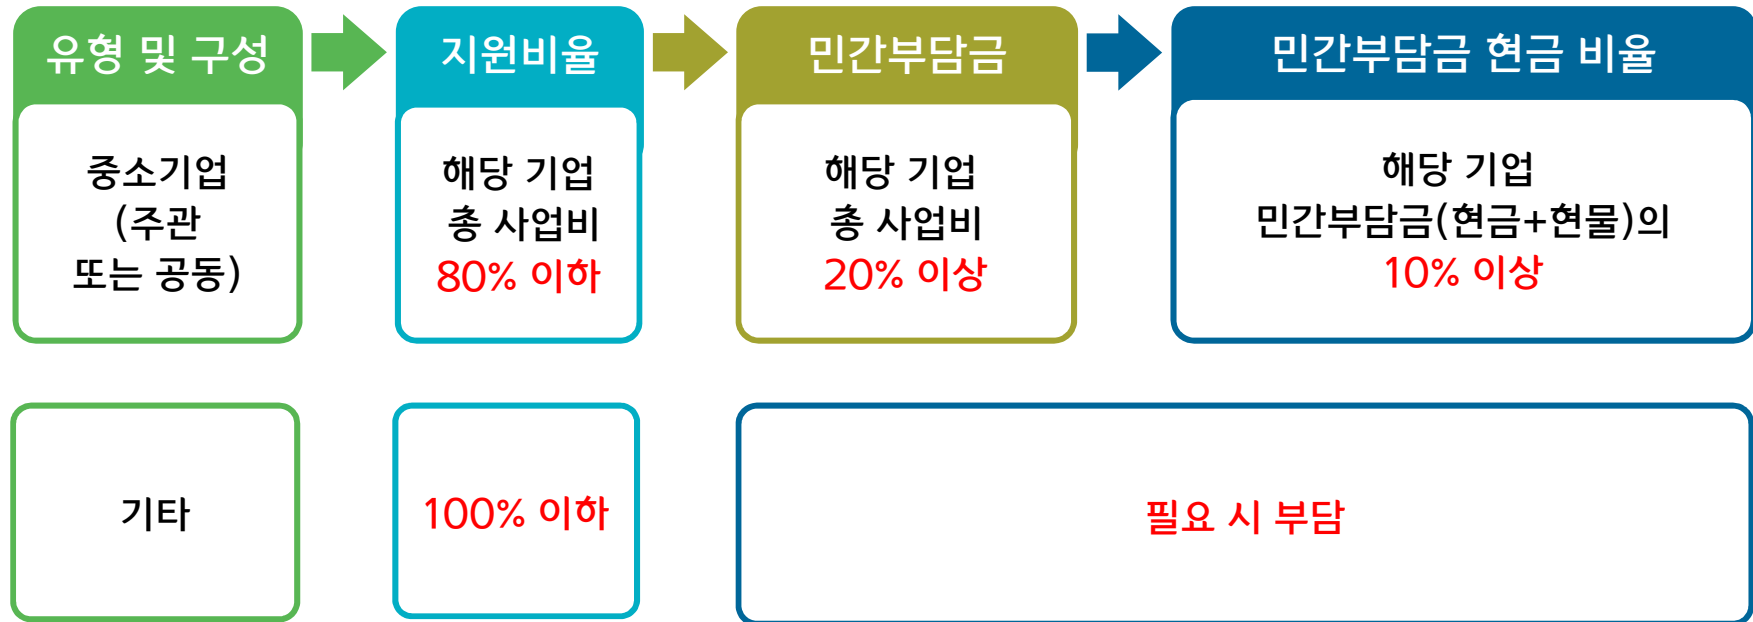 유형 및 구성
지원비율
민간부담금
민간부담금 현금 비율
중소기업
(주관
또는 공동)
해당 기업
총 사업비
80% 이하
해당 기업
총 사업비
20% 이상
해당 기업
민간부담금(현금+현물)의
10% 이상
기타
100% 이하
필요 시 부담